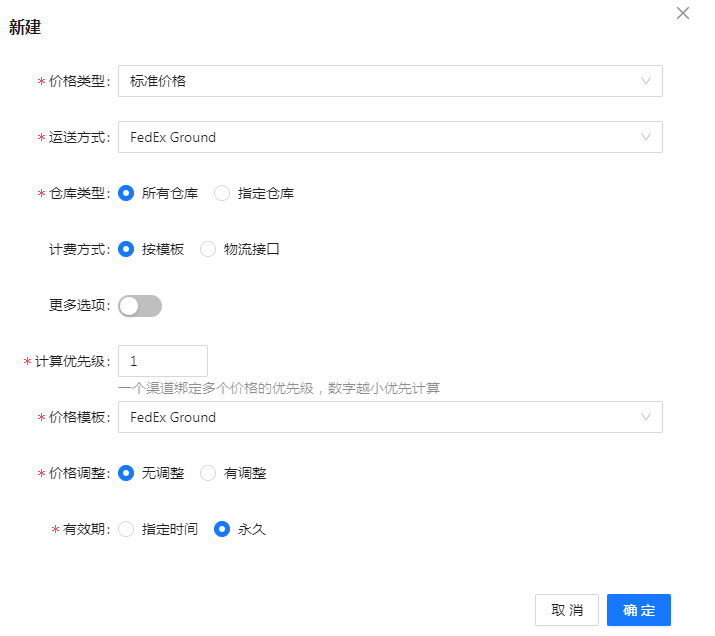 新建
* 价格类型: 标准价格
* 运送方式: FedEx Ground
* 仓库类型: 所有仓库 指定仓库
计费方式: 按模板 物流接口
更多选项:
* 计算优先级: 1
一个渠道绑定多个价格的优先级，数字越小优先计算
* 价格模板: FedEx Ground
* 价格调整: 无调整 有调整
* 有效期: 指定时间 永久
取 消 确 定